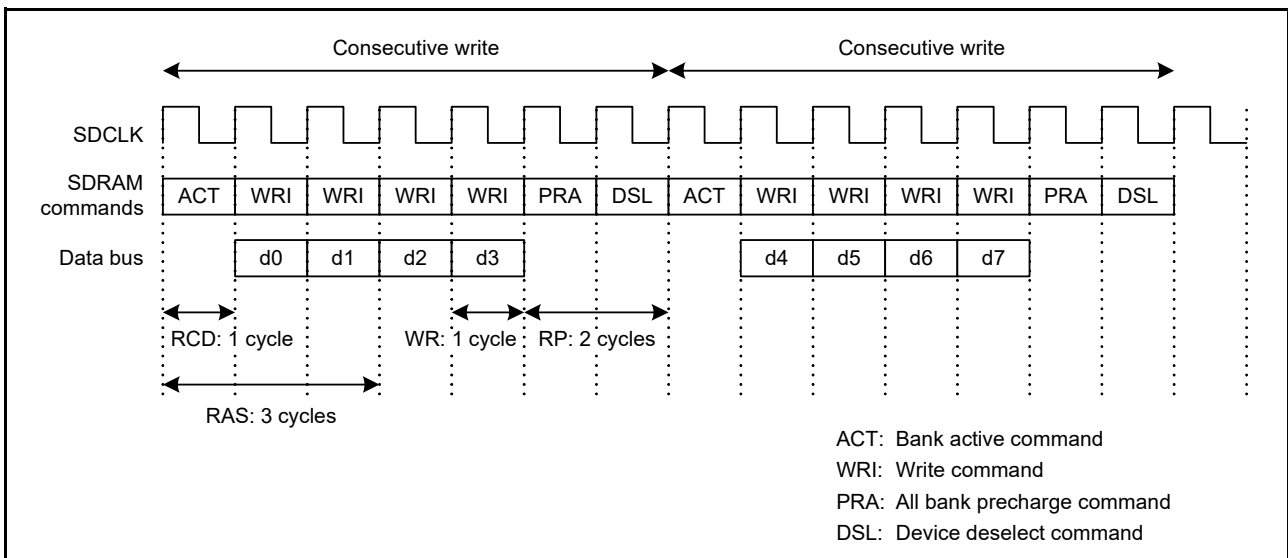 Consecutive write Consecutive write
SDCLK
SDRAM
commands
ACT WRI WRI WRI WRI PRA DSL ACT WRI WRI WRI WRI PRA DSL
Data bus d0 d1 d2 d3 d4 d5 d6 d7
RCD: 1 cycle WR: 1 cycle RP: 2 cycles
RAS: 3 cycles
ACT: Bank active command
WRI: Write command
PRA: All bank precharge command
DSL: Device deselect command